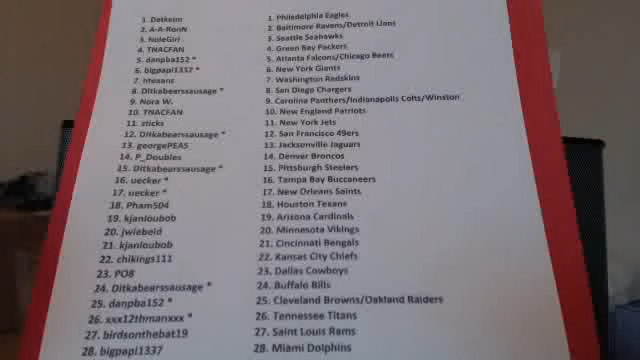 1. Detkeim 1. Philadelphia Eagles
2. A-A-RonN 2. Baltimore Ravens/Detroit Lions
3. NoleGirl 3. Seattle Seahawks
4. TNACFAN 4. Green Bay Packers
5. danpba152 * 5. Atlanta Falcons/Chicago Beers
6. bigpapi1337 * 6. New York Giants
7. htexans 7. Washington Redskins
8. Ditkabearssausage * 8. San Diego Chargers
9. Nora W. 9. Carolina Panthers/Indianapolis Colts/Winston
10. TNACFAN 10. New England Patriots
11. sticks 11. New York Jets
12. Ditkabearssausage * 12. San Francisco 49ers
13. georgePEAS 13. Jacksonville Jaguars
14. P_Doubles 14. Denver Broncos
15. Ditkabearssausage * 15. Pittsburgh Steelers
16. uecker * 16. Tampa Bay Buccaneers
17. uecker * 17. New Orleans Saints
18. Pham504 18. Houston Texans
19. kjanloubob 19. Arizona Cardinals
20. jwiebold 20. Minnesota Vikings
21. kjanloubob 21. Cincinnati Bengals
22. chikings111 22. Kansas City Chiefs
23. PO8 23. Dallas Cowboys
24. Ditkabearssausage * 24. Buffalo Bills
25. danpba152 * 25. Cleveland Browns/Oakland Raiders
26. xxx12thmanxxx * 26. Tennessee Titans
27. birdsonthebat19 27. Saint Louis Rams
28. bigpapi1337 28. Miami Dolphins